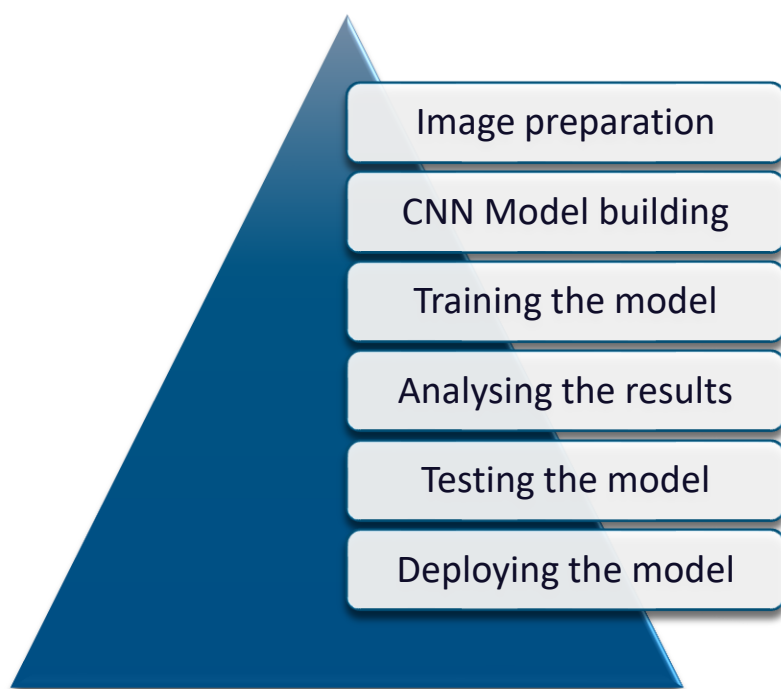 Image preparation
CNN Model building
Training the model
Analysing the results
Testing the model
Deploying the model